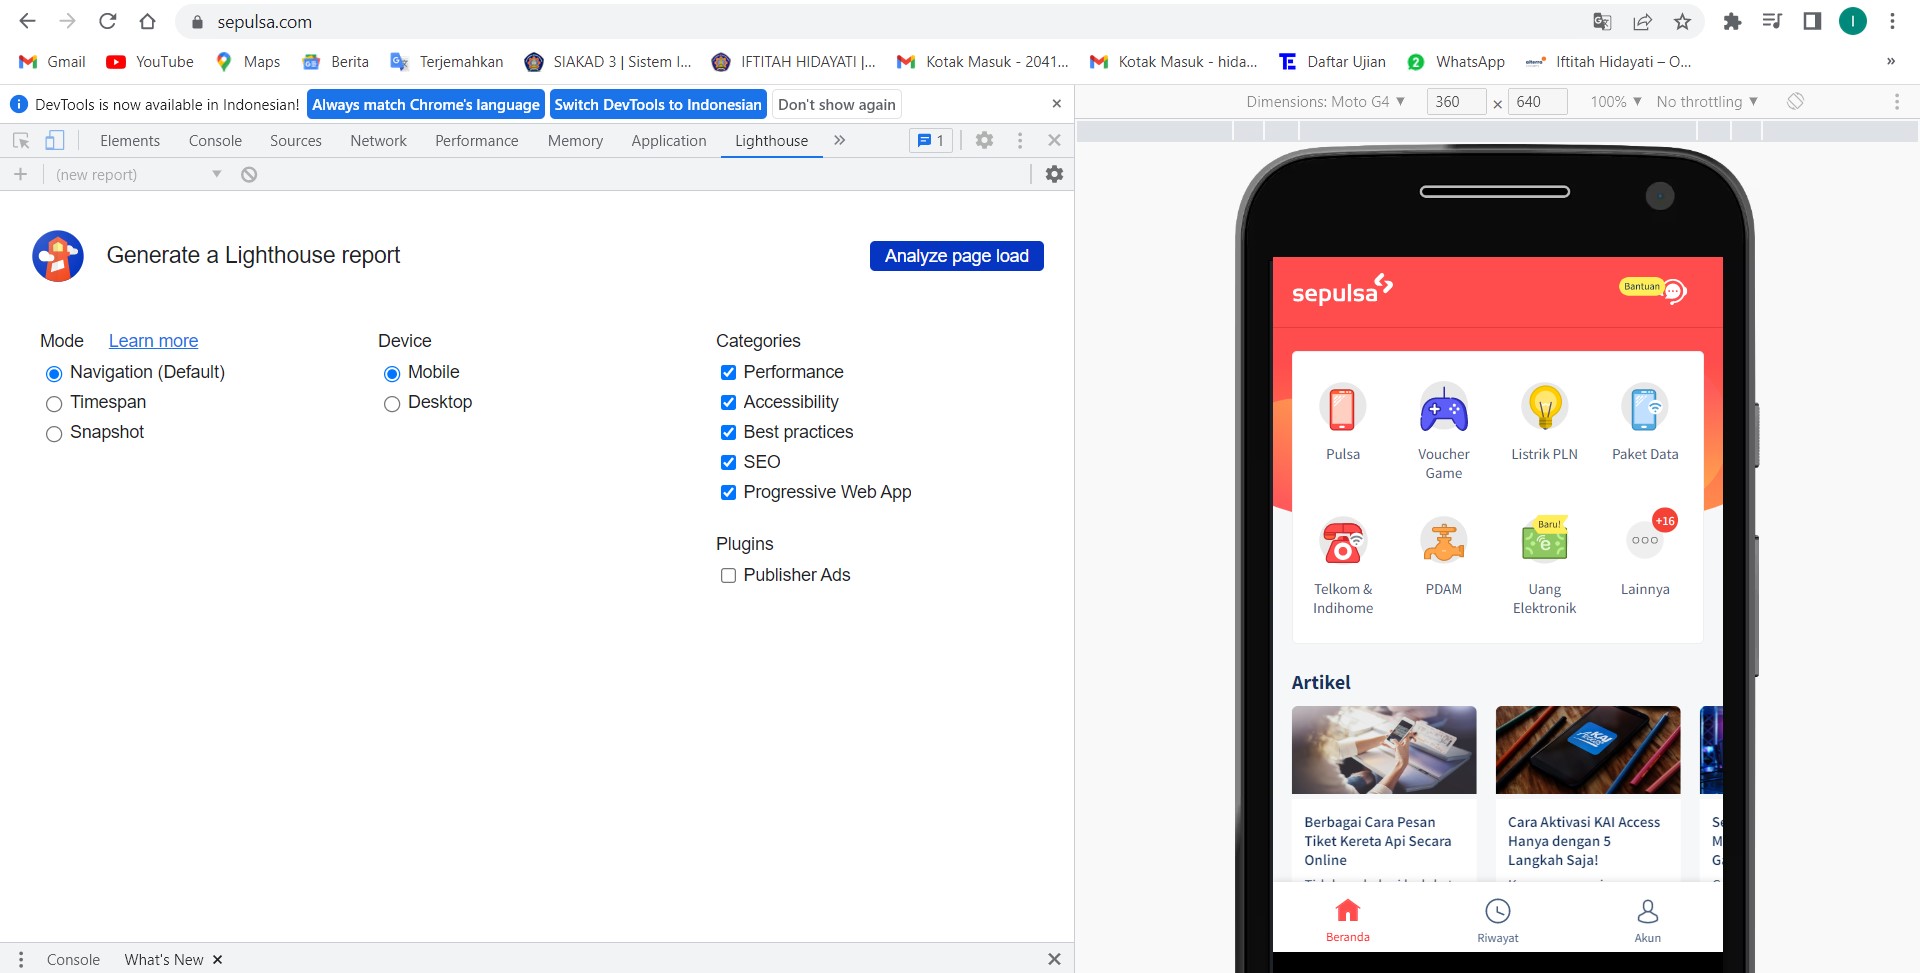 sepulsa.com
Gmail YouTube Maps Berita Terjemahkan SIAKAD 3 | Sistem I... IFTITAH HIDAYATI |... Kotak Masuk - 2041... Kotak Masuk - hida... Daftar Ujian WhatsApp Iftitah Hidayati – O... »
DevTools is now available in Indonesian! Always match Chrome's language Switch DevTools to Indonesian Don't show again ×
Dimensions: Moto G4 ▼ 360 × 640 100% ▼ No throttling ▼
Elements Console Sources Network Performance Memory Application Lighthouse » 1
(new report)
Generate a Lighthouse report
Analyze page load
Mode Learn more Device Categories
Navigation (Default) Mobile Performance
Timespan Desktop Accessibility
Snapshot Best practices
SEO
Progressive Web App
Plugins
Publisher Ads
Console What's New ×
sepulsa Bantuan
Pulsa Voucher Game Listrik PLN Paket Data
Baru! +16
Telkom & Indihome PDAM Uang Elektronik Lainnya
Artikel
KAI Access
Berbagai Cara Pesan
Tiket Kereta Api Secara
Online
Cara Aktivasi KAI Access
Hanya dengan 5
Langkah Saja!
Beranda Riwayat Akun